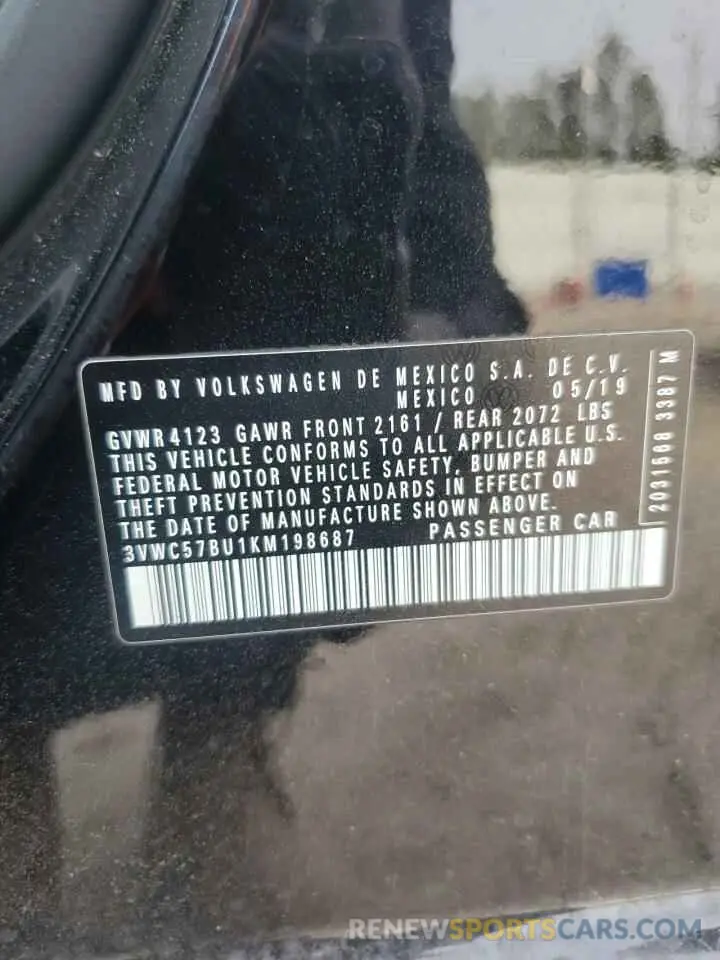 MFD BY VOLKSWAGEN DE MEXICO S.A. DE C.V.
MEXICO 05/19
GVWR 4123 GAWR FRONT 2161 / REAR 2072 LBS
THIS VEHICLE CONFORMS TO ALL APPLICABLE U.S.
FEDERAL MOTOR VEHICLE SAFETY, BUMPER AND
THEFT PREVENTION STANDARDS IN EFFECT ON
THE DATE OF MANUFACTURE SHOWN ABOVE.
3VWC57BU1KM198687 PASSENGER CAR
2031568 3387 M
RENEWSPORTSCARS.COM